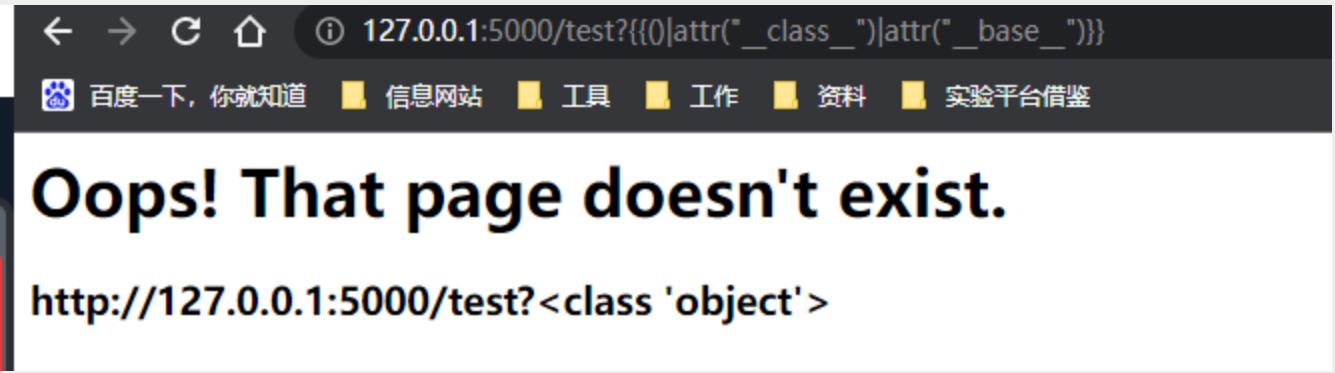 127.0.0.1:5000/test?{{()|attr("__class__")|attr("__base__")}}
du 百度一下，你就知道 信息网站 工具 工作 资料 实验平台借鉴
Oops! That page doesn't exist.
http://127.0.0.1:5000/test?<class 'object'>